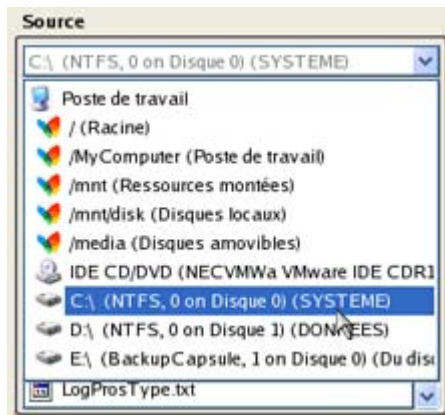 Source
C:\ (NTFS, 0 on Disque 0) (SYSTEME)
Poste de travail
/ (Racine)
/MyComputer (Poste de travail)
/mnt (Ressources montées)
/mnt/disk (Disques locaux)
/media (Disques amovibles)
IDE CD/DVD (NECVMWa VMware IDE CDR1
C:\ (NTFS, 0 on Disque 0) (SYSTEME)
D:\ (NTFS, 0 on Disque 1) (DONNEES)
E:\ (BackupCapsule, 1 on Disque 0) (Du disq
LogProsType.txt